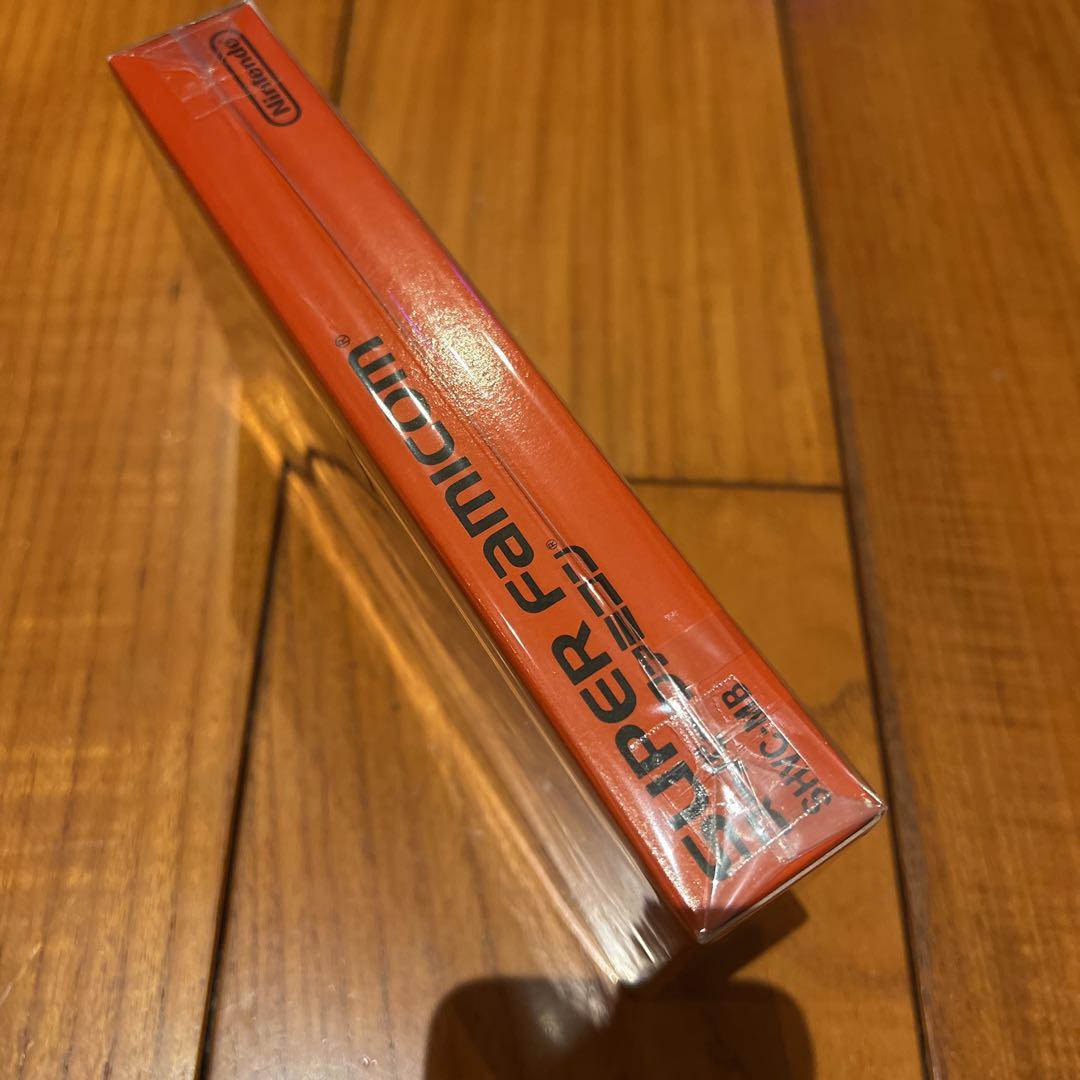 SUPER Famicom®
SHVC-MB
Nintendo®